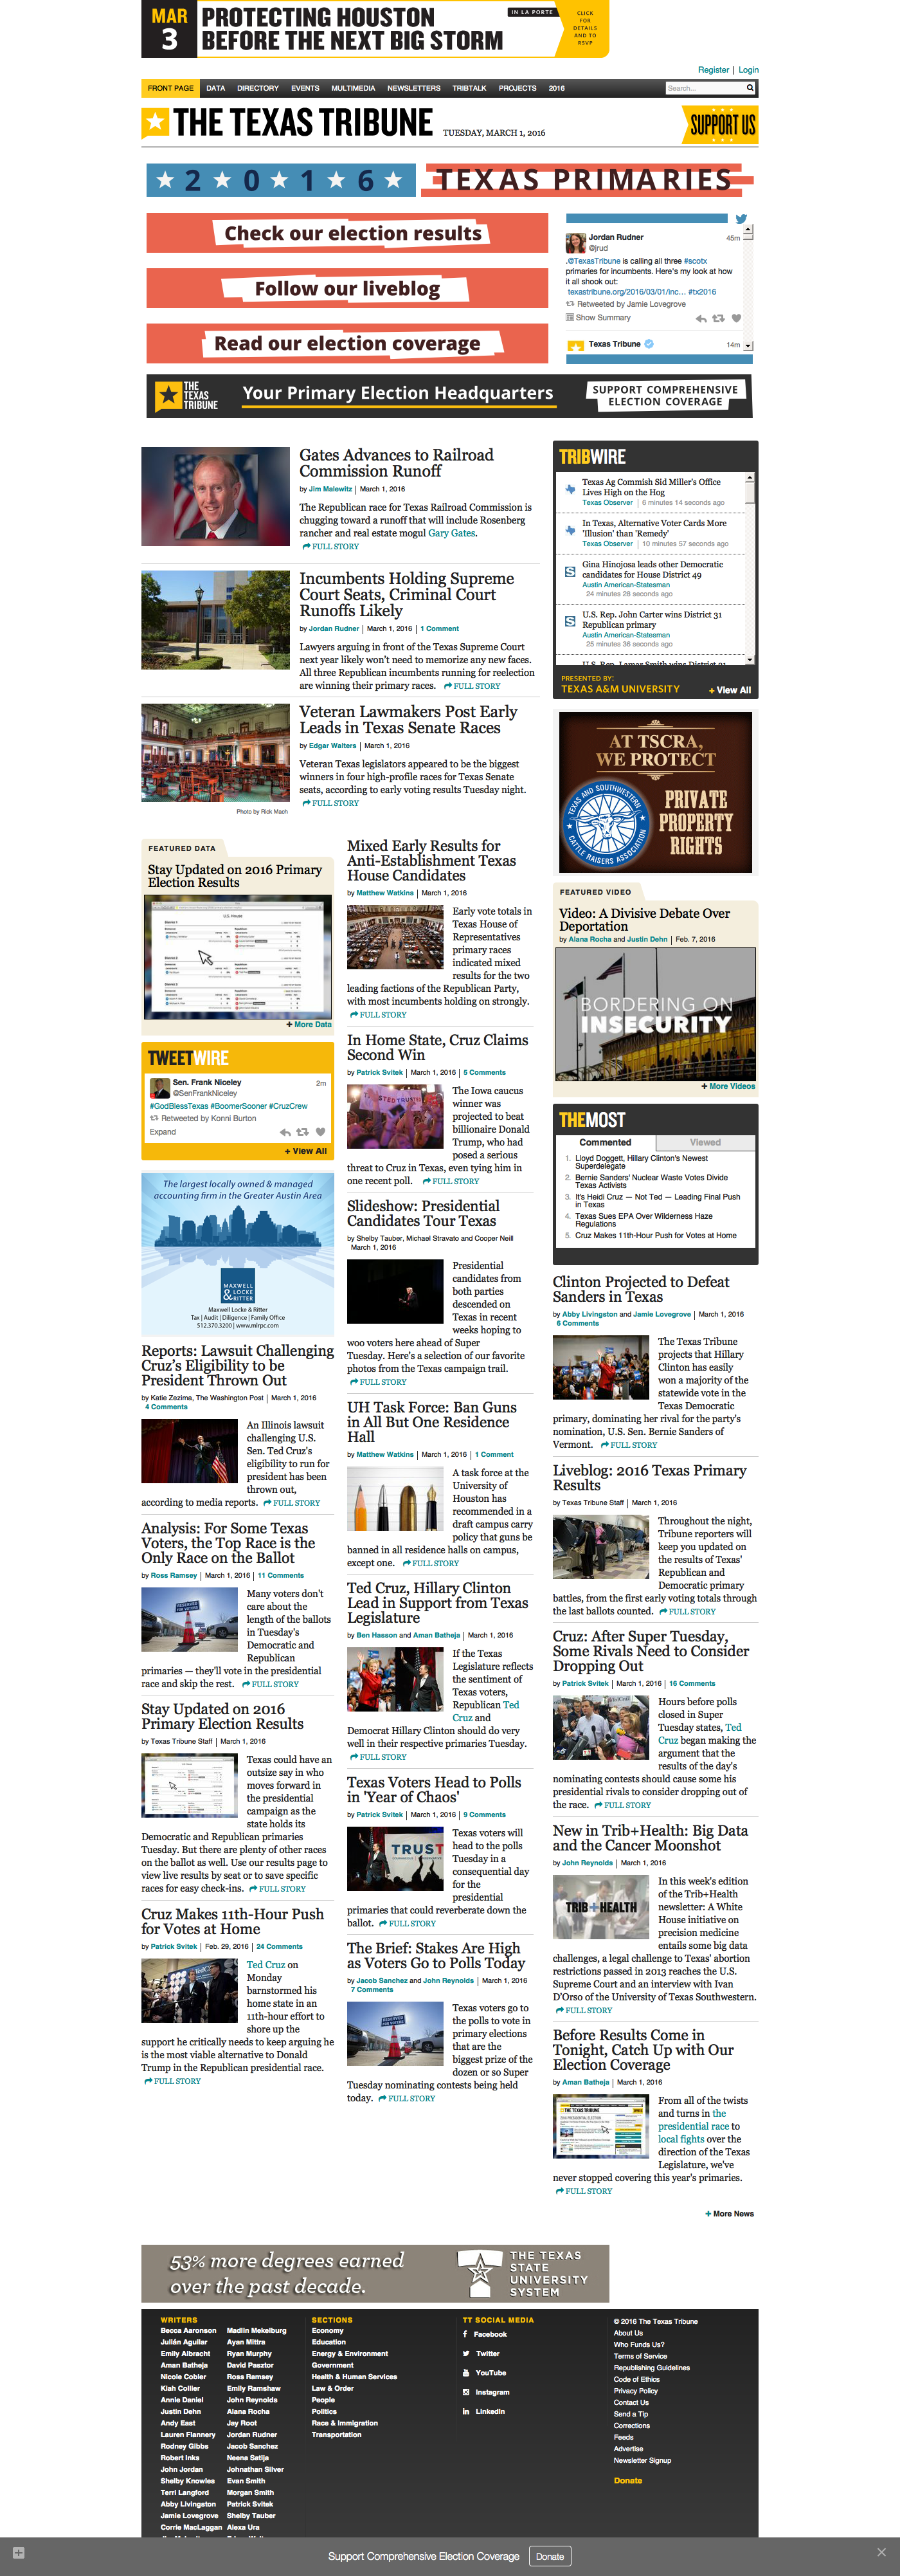 MAR
3
PROTECTING HOUSTON
BEFORE THE NEXT BIG STORM
IN LA PORTE
CLICK
FOR
DETAILS
AND TO
RSVP
Register | Login
FRONT PAGE DATA DIRECTORY EVENTS MULTIMEDIA NEWSLETTERS TRIBTALK PROJECTS 2016
Search...
THE TEXAS TRIBUNE
TUESDAY, MARCH 1, 2016
SUPPORT US
2 0 1 6
TEXAS PRIMARIES
Check our election results
Follow our liveblog
Read our election coverage
Jordan Rudner 45m
@jrud
.@TexasTribune is calling all three #scotx
primaries for incumbents. Here's my look at how
it all shook out:
texastribune.org/2016/03/01/inc... #tx2016
Retweeted by Jamie Lovegrove
Show Summary
Texas Tribune 14m
THE
TEXAS
TRIBUNE
Your Primary Election Headquarters
SUPPORT COMPREHENSIVE
ELECTION COVERAGE
Gates Advances to Railroad
Commission Runoff
by Jim Malewitz | March 1, 2016
The Republican race for Texas Railroad Commission is
chugging toward a runoff that will include Rosenberg
rancher and real estate mogul Gary Gates.
FULL STORY
Incumbents Holding Supreme
Court Seats, Criminal Court
Runoffs Likely
by Jordan Rudner | March 1, 2016 | 1 Comment
Lawyers arguing in front of the Texas Supreme Court
next year likely won't need to memorize any new faces.
All three Republican incumbents running for reelection
are winning their primary races. FULL STORY
Veteran Lawmakers Post Early
Leads in Texas Senate Races
by Edgar Walters | March 1, 2016
Veteran Texas legislators appeared to be the biggest
winners in four high-profile races for Texas Senate
seats, according to early voting results Tuesday night.
FULL STORY
Photo by Rick Mach
TRIBWIRE
Texas Ag Commish Sid Miller's Office
Lives High on the Hog
Texas Observer | 6 minutes 14 seconds ago
In Texas, Alternative Voter Cards More
'Illusion' than 'Remedy'
Texas Observer | 10 minutes 57 seconds ago
Gina Hinojosa leads other Democratic
candidates for House District 49
Austin American-Statesman
24 minutes 28 seconds ago
U.S. Rep. John Carter wins District 31
Republican primary
Austin American-Statesman
25 minutes 36 seconds ago
U.S. Rep. Lamar Smith wins District 21
PRESENTED BY:
TEXAS A&M UNIVERSITY
+ View All
AT TSCRA,
WE PROTECT
PRIVATE
PROPERTY
RIGHTS
TEXAS AND SOUTHWESTERN
CATTLE RAISERS ASSOCIATION
FEATURED DATA
Stay Updated on 2016 Primary
Election Results
+ More Data
TWEETWIRE
Sen. Frank Niceley 2m
@SenFrankNiceley
#GodBlessTexas #BoomerSooner #CruzCrew
Retweeted by Konni Burton
Expand
+ View All
The largest locally owned & managed
accounting firm in the Greater Austin Area
MAXWELL
LOCKE
& RITTER
Maxwell Locke & Ritter
Tax | Audit | Diligence | Family Office
512.370.3200 | www.mlrpc.com
Reports: Lawsuit Challenging
Cruz's Eligibility to be
President Thrown Out
by Katie Zezima, The Washington Post | March 1, 2016
4 Comments
An Illinois lawsuit
challenging U.S.
Sen. Ted Cruz's
eligibility to run for
president has been
thrown out,
according to media reports. FULL STORY
Analysis: For Some Texas
Voters, the Top Race is the
Only Race on the Ballot
by Ross Ramsey | March 1, 2016 | 11 Comments
Many voters don't
care about the
length of the ballots
in Tuesday's
Democratic and
Republican
primaries — they'll vote in the presidential
race and skip the rest. FULL STORY
Stay Updated on 2016
Primary Election Results
by Texas Tribune Staff | March 1, 2016
Texas could have an
outsize say in who
moves forward in
the presidential
campaign as the
state holds its
Democratic and Republican primaries
Tuesday. But there are plenty of other races
on the ballot as well. Use our results page to
view live results by seat or to save specific
races for easy check-ins. FULL STORY
Cruz Makes 11th-Hour Push
for Votes at Home
by Patrick Svitek | Feb. 29, 2016 | 24 Comments
Ted Cruz on
Monday
barnstormed his
home state in an
11th-hour effort to
shore up the
support he critically needs to keep arguing he
is the most viable alternative to Donald
Trump in the Republican presidential race.
FULL STORY
Mixed Early Results for
Anti-Establishment Texas
House Candidates
by Matthew Watkins | March 1, 2016
Early vote totals in
Texas House of
Representatives
primary races
indicated mixed
results for the two
leading factions of the Republican Party,
with most incumbents holding on strongly.
FULL STORY
In Home State, Cruz Claims
Second Win
by Patrick Svitek | March 1, 2016 | 5 Comments
The Iowa caucus
winner was
projected to beat
billionaire Donald
Trump, who had
posed a serious
threat to Cruz in Texas, even tying him in
one recent poll. FULL STORY
Slideshow: Presidential
Candidates Tour Texas
by Shelby Tauber, Michael Stravato and Cooper Neill
March 1, 2016
Presidential
candidates from
both parties
descended on
Texas in recent
weeks hoping to
woo voters here ahead of Super
Tuesday. Here's a selection of our favorite
photos from the Texas campaign trail.
FULL STORY
UH Task Force: Ban Guns
in All But One Residence
Hall
by Matthew Watkins | March 1, 2016 | 1 Comment
A task force at the
University of
Houston has
recommended in a
draft campus carry
policy that guns be
banned in all residence halls on campus,
except one. FULL STORY
Ted Cruz, Hillary Clinton
Lead in Support from Texas
Legislature
by Ben Hasson and Aman Batheja | March 1, 2016
If the Texas
Legislature reflects
the sentiment of
Texas voters,
Republican Ted
Cruz and
Democrat Hillary Clinton should do very
well in their respective primaries Tuesday.
FULL STORY
Texas Voters Head to Polls
in 'Year of Chaos'
by Patrick Svitek | March 1, 2016 | 9 Comments
TRUST
Texas voters will
head to the polls
Tuesday in a
consequential day
for the
presidential
primaries that could reverberate down the
ballot. FULL STORY
The Brief: Stakes Are High
as Voters Go to Polls Today
by Jacob Sanchez and John Reynolds | March 1, 2016
7 Comments
Texas voters go to
the polls to vote in
primary elections
that are the
biggest prize of the
dozen or so Super
Tuesday nominating contests being held
today. FULL STORY
FEATURED VIDEO
Video: A Divisive Debate Over
Deportation
by Alana Rocha and Justin Dehn | Feb. 7, 2016
BORDERING ON
INSECURITY
+ More Videos
THEMOST
Commented Viewed
1. Lloyd Doggett, Hillary Clinton's Newest
Superdelegate
2. Bernie Sanders' Nuclear Waste Votes Divide
Texas Activists
3. It's Heidi Cruz — Not Ted — Leading Final Push
in Texas
4. Texas Sues EPA Over Wilderness Haze
Regulations
5. Cruz Makes 11th-Hour Push for Votes at Home
Clinton Projected to Defeat
Sanders in Texas
by Abby Livingston and Jamie Lovegrove | March 1, 2016
6 Comments
The Texas Tribune
projects that Hillary
Clinton has easily
won a majority of the
statewide vote in the
Texas Democratic
primary, dominating her rival for the party's
nomination, U.S. Sen. Bernie Sanders of
Vermont. FULL STORY
Liveblog: 2016 Texas Primary
Results
by Texas Tribune Staff | March 1, 2016
Throughout the night,
Tribune reporters will
keep you updated on
the results of Texas'
Republican and
Democratic primary
battles, from the first early voting totals through
the last ballots counted. FULL STORY
Cruz: After Super Tuesday,
Some Rivals Need to Consider
Dropping Out
by Patrick Svitek | March 1, 2016 | 16 Comments
Hours before polls
closed in Super
Tuesday states, Ted
Cruz began making the
argument that the
results of the day's
nominating contests should cause some his
presidential rivals to consider dropping out of
the race. FULL STORY
New in Trib+Health: Big Data
and the Cancer Moonshot
by John Reynolds | March 1, 2016
TRIB+HEALTH
In this week's edition
of the Trib+Health
newsletter: A White
House initiative on
precision medicine
entails some big data
challenges, a legal challenge to Texas' abortion
restrictions passed in 2013 reaches the U.S.
Supreme Court and an interview with Ivan
D'Orso of the University of Texas Southwestern.
FULL STORY
Before Results Come in
Tonight, Catch Up with Our
Election Coverage
by Aman Batheja | March 1, 2016
From all of the twists
and turns in the
presidential race to
local fights over the
direction of the Texas
Legislature, we've
never stopped covering this year's primaries.
FULL STORY
+ More News
53% more degrees earned
over the past decade.
THE TEXAS
STATE
UNIVERSITY
SYSTEM
WRITERS
Becca Aaronson
Julián Aguilar
Emily Albracht
Aman Batheja
Nicole Cobler
Kiah Collier
Annie Daniel
Justin Dehn
Andy East
Lauren Flannery
Rodney Gibbs
Robert Inks
John Jordan
Shelby Knowles
Terri Langford
Abby Livingston
Jamie Lovegrove
Corrie MacLaggan
Madlin Mekelburg
Ayan Mittra
Ryan Murphy
David Pasztor
Ross Ramsey
Emily Ramshaw
John Reynolds
Alana Rocha
Jay Root
Jordan Rudner
Jacob Sanchez
Neena Satija
Johnathan Silver
Evan Smith
Morgan Smith
Patrick Svitek
Shelby Tauber
Alexa Ura
SECTIONS
Economy
Education
Energy & Environment
Government
Health & Human Services
Law & Order
People
Politics
Race & Immigration
Transportation
TT SOCIAL MEDIA
Facebook
Twitter
YouTube
Instagram
LinkedIn
© 2016 The Texas Tribune
About Us
Who Funds Us?
Terms of Service
Republishing Guidelines
Code of Ethics
Privacy Policy
Contact Us
Send a Tip
Corrections
Feeds
Advertise
Newsletter Signup
Donate
Support Comprehensive Election Coverage Donate